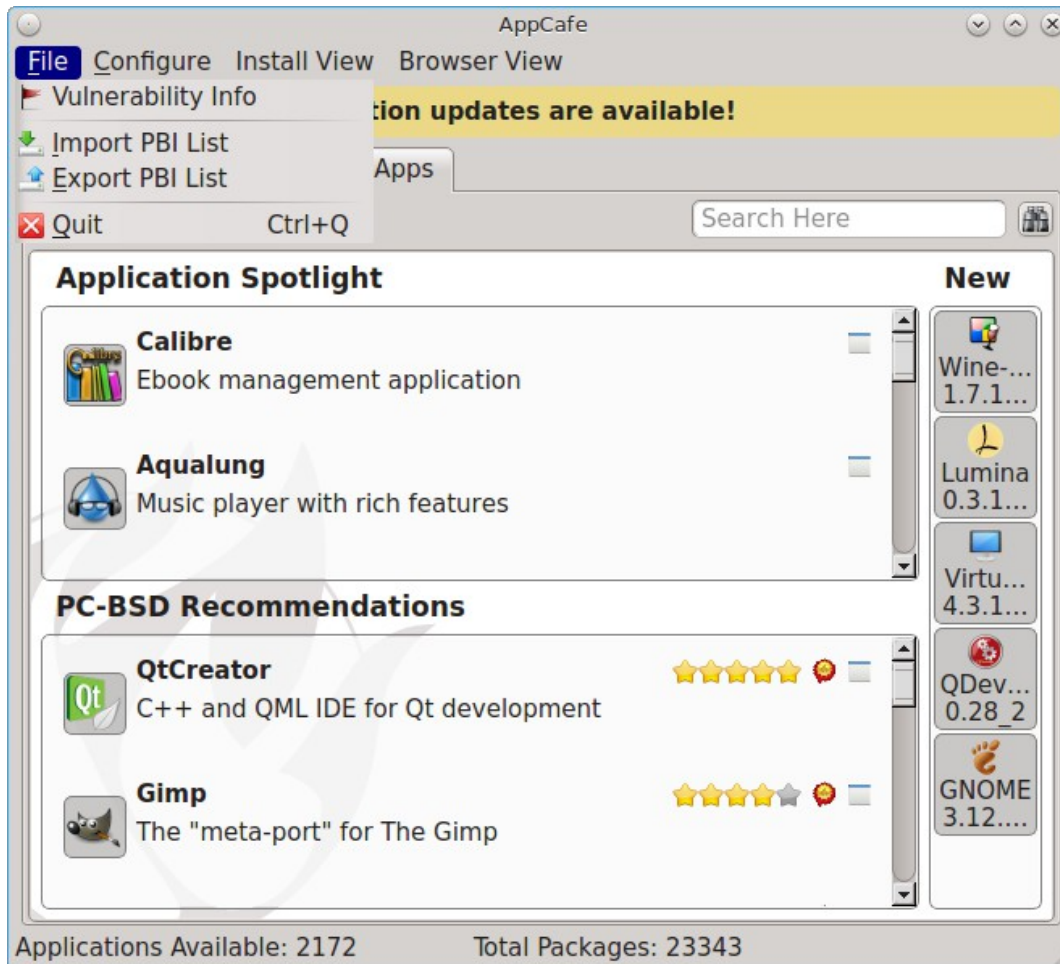 AppCafe
File Configure Install View Browser View
Vulnerability Info
tion updates are available!
Import PBI List
Export PBI List
Apps
Quit Ctrl+Q
Search Here
Application Spotlight
New
Calibre
Ebook management application
Aqualung
Music player with rich features
Wine-...
1.7.1...
Lumina
0.3.1...
Virtu...
4.3.1...
QDev...
0.28_2
GNOME
3.12....
PC-BSD Recommendations
QtCreator
C++ and QML IDE for Qt development
Gimp
The "meta-port" for The Gimp
Applications Available: 2172 Total Packages: 23343